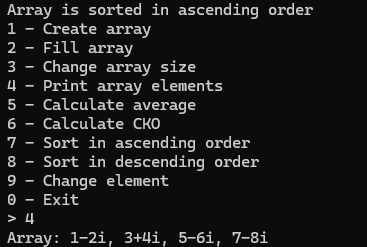 Array is sorted in ascending order
1 - Create array
2 - Fill array
3 - Change array size
4 - Print array elements
5 - Calculate average
6 - Calculate CKO
7 - Sort in ascending order
8 - Sort in descending order
9 - Change element
0 - Exit
> 4
Array: 1-2i, 3+4i, 5-6i, 7-8i